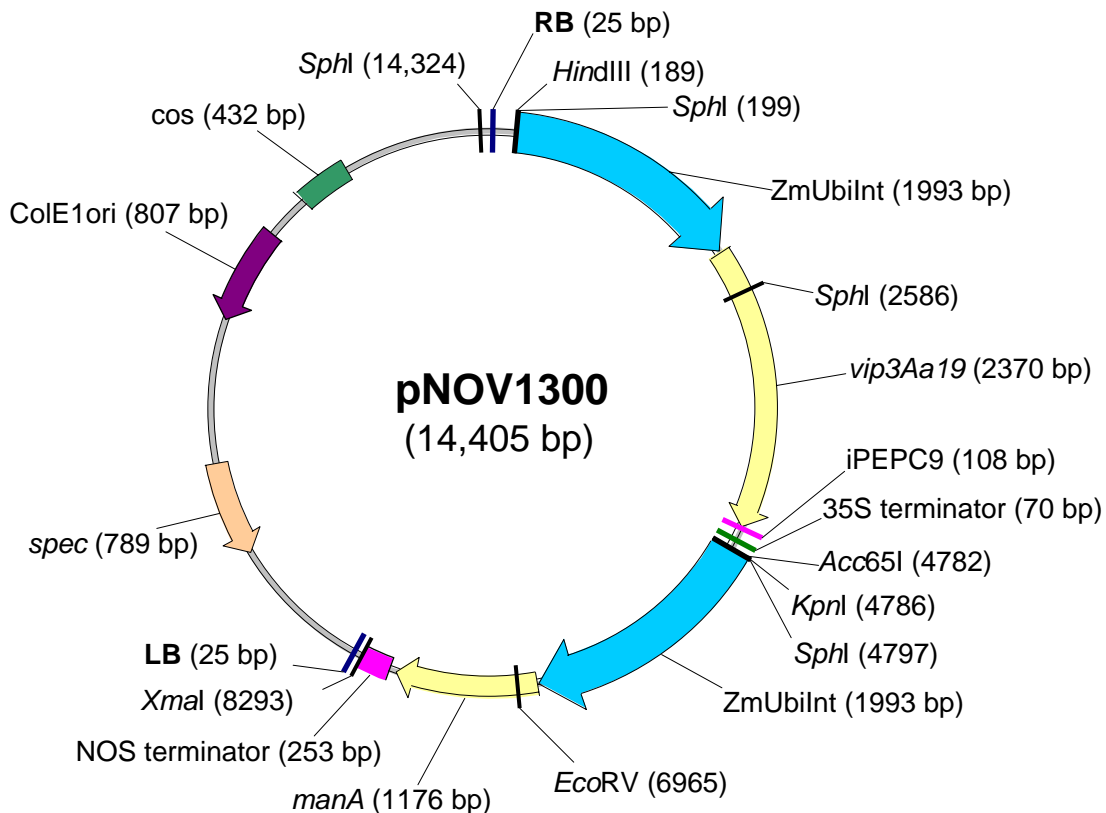 RB (25 bp)
SphI (14,324)
HindIII (189)
SphI (199)
cos (432 bp)
ZmUbiInt (1993 bp)
ColE1ori (807 bp)
SphI (2586)
vip3Aa19 (2370 bp)
pNOV1300
(14,405 bp)
iPEPC9 (108 bp)
35S terminator (70 bp)
spec (789 bp)
Acc65I (4782)
KpnI (4786)
LB (25 bp)
SphI (4797)
XmaI (8293)
ZmUbiInt (1993 bp)
NOS terminator (253 bp)
EcoRV (6965)
manA (1176 bp)